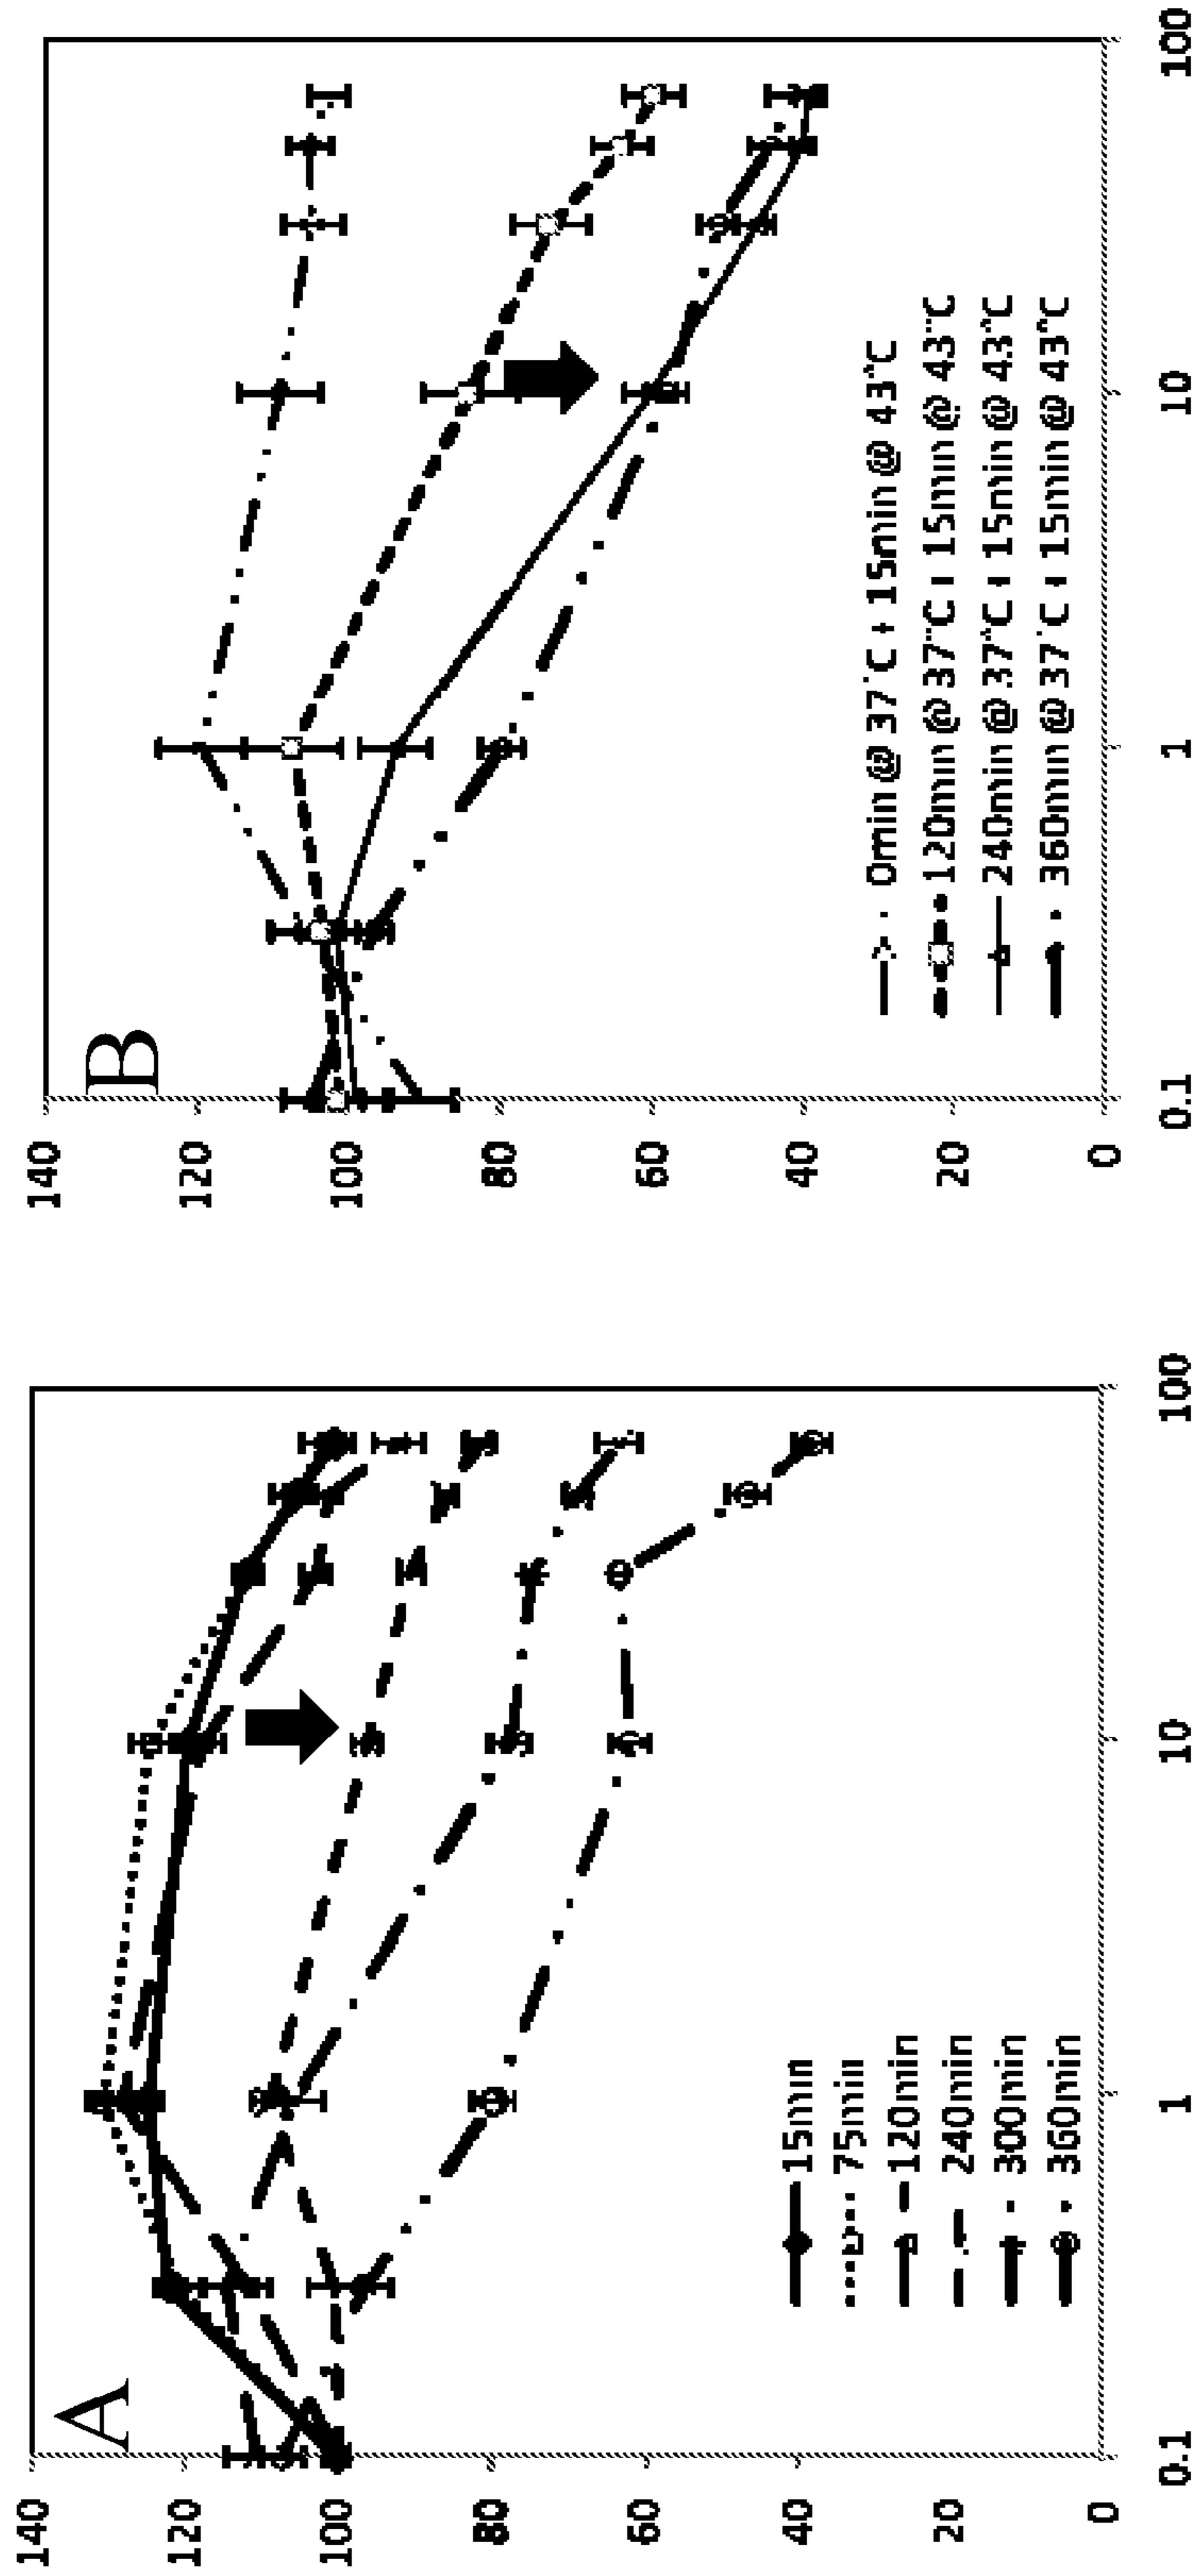 A
140
120
100
80
60
40
20
0
0.1
1
10
100
15min
75min
120min
240min
300min
360min
B
140
120
100
80
60
40
20
0
0.1
1
10
100
0min@37°C+15min@43°C
120min@37°C+15min@43°C
240min@37°C+15min@43°C
360min@37°C+15min@43°C